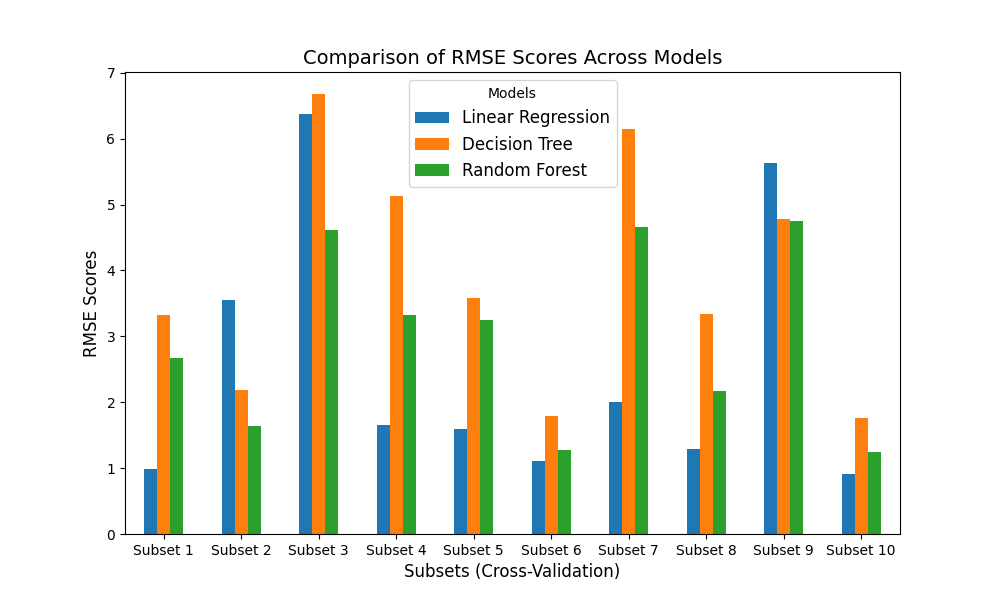 Comparison of RMSE Scores Across Models
Models
Linear Regression
Decision Tree
Random Forest
RMSE Scores
7
6
5
4
3
2
1
0
Subset 1 Subset 2 Subset 3 Subset 4 Subset 5 Subset 6 Subset 7 Subset 8 Subset 9 Subset 10
Subsets (Cross-Validation)